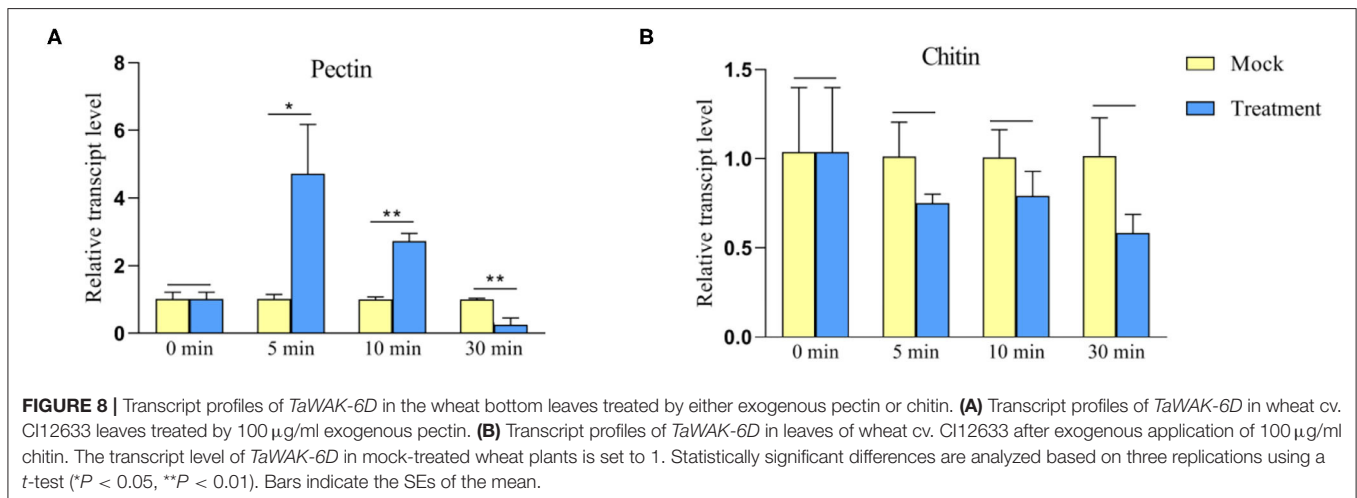 A
Pectin
Relative transcipt level
8
6
4
2
0
*
**
**
0 min 5 min 10 min 30 min
B
Chitin
Relative transcript level
1.5
1.0
0.5
0.0
0 min 5 min 10 min 30 min
Mock
Treatment
FIGURE 8 | Transcript profiles of TaWAK-6D in the wheat bottom leaves treated by either exogenous pectin or chitin. (A) Transcript profiles of TaWAK-6D in wheat cv.
CI12633 leaves treated by 100 μg/ml exogenous pectin. (B) Transcript profiles of TaWAK-6D in leaves of wheat cv. CI12633 after exogenous application of 100 μg/ml
chitin. The transcript level of TaWAK-6D in mock-treated wheat plants is set to 1. Statistically significant differences are analyzed based on three replications using a
t-test (*P < 0.05, **P < 0.01). Bars indicate the SEs of the mean.